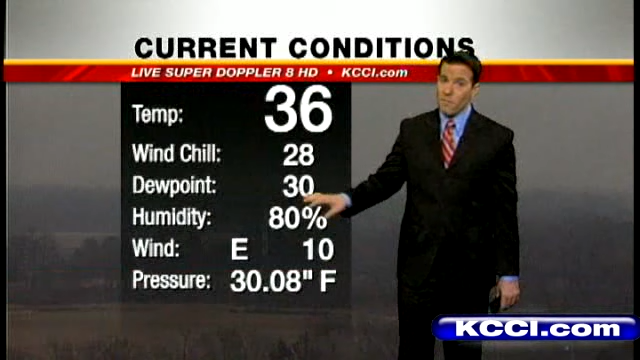 CURRENT CONDITIONS
LIVE SUPER DOPPLER 8 HD • KCCI.com
Temp: 36
Wind Chill: 28
Dewpoint: 30
Humidity: 80%
Wind: E 10
Pressure: 30.08" F
KCCI.com